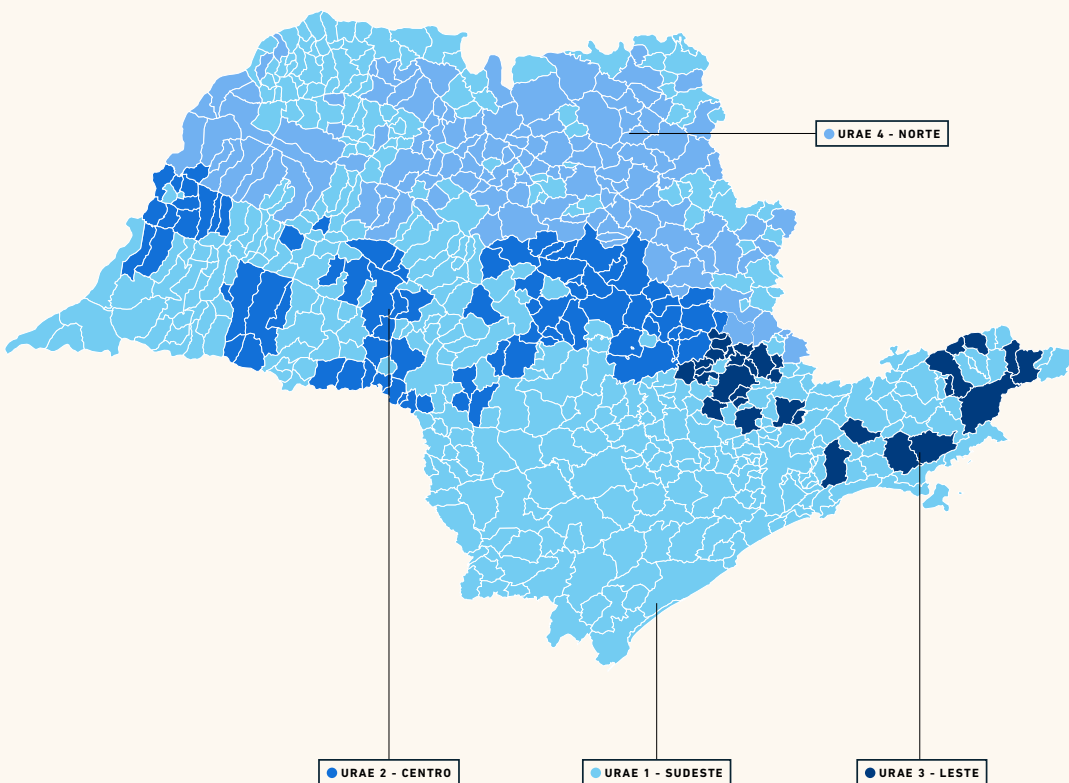 URAE 4 - NORTE
URAE 2 - CENTRO
URAE 1 - SUDESTE
URAE 3 - LESTE